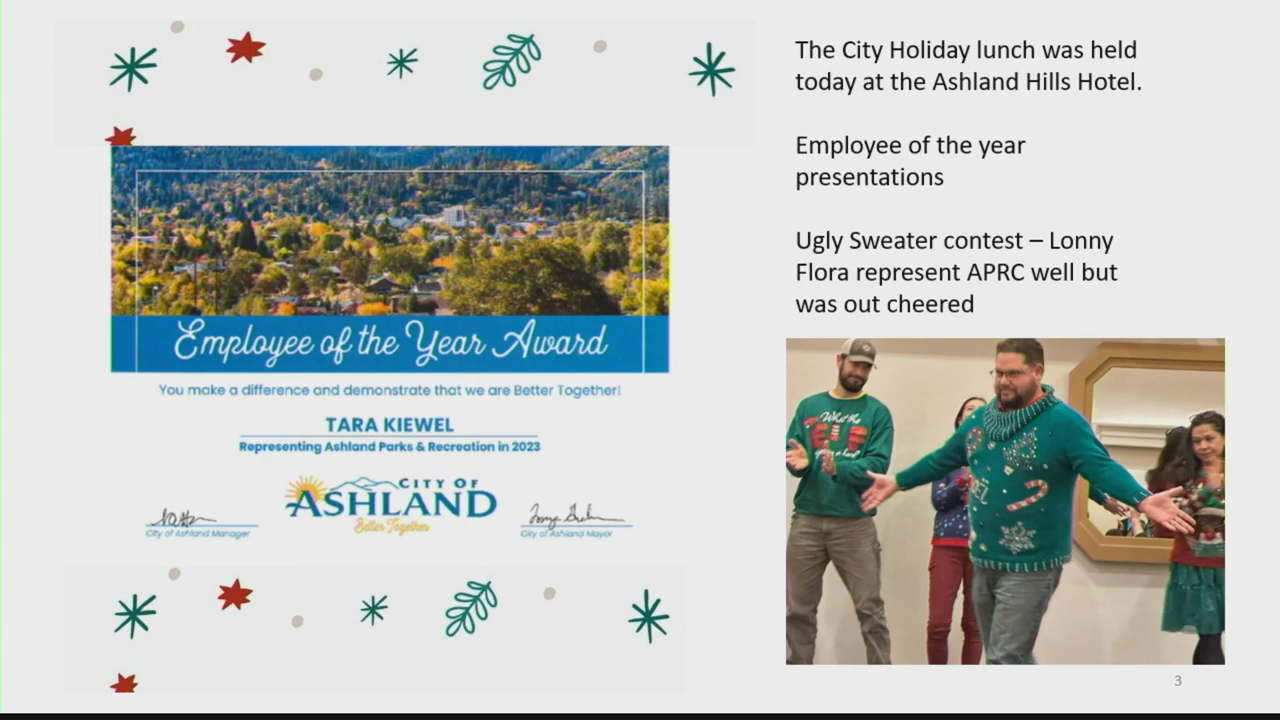 The City Holiday lunch was held
today at the Ashland Hills Hotel.
Employee of the year
presentations
Ugly Sweater contest – Lonny
Flora represent APRC well but
was out cheered
Employee of the Year Award
You make a difference and demonstrate that we are Better Together!
TARA KIEWEL
Representing Ashland Parks & Recreation in 2023
CITY OF
ASHLAND
Better Together
City of Ashland Manager
City of Ashland Mayor
What the
NOEL
3